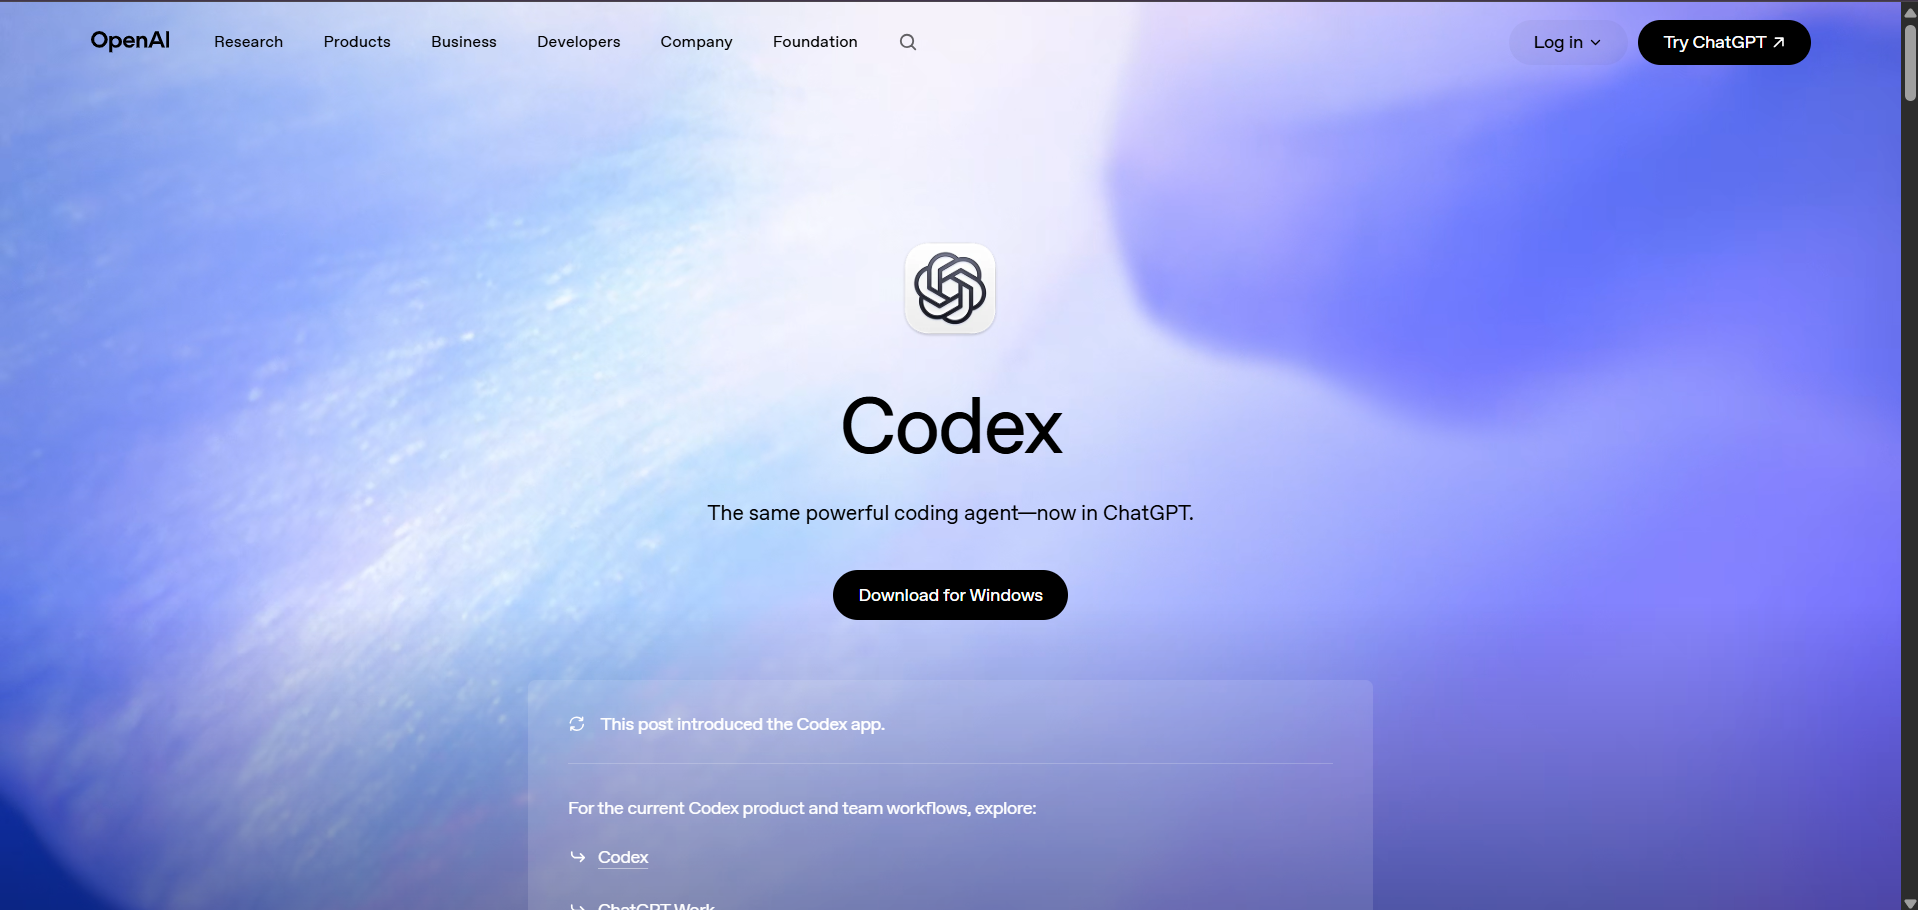 OpenAI Research Products Business Developers Company Foundation Log in Try ChatGPT
Codex
The same powerful coding agent—now in ChatGPT.
Download for Windows
This post introduced the Codex app.
For the current Codex product and team workflows, explore:
Codex
ChatGPT Work